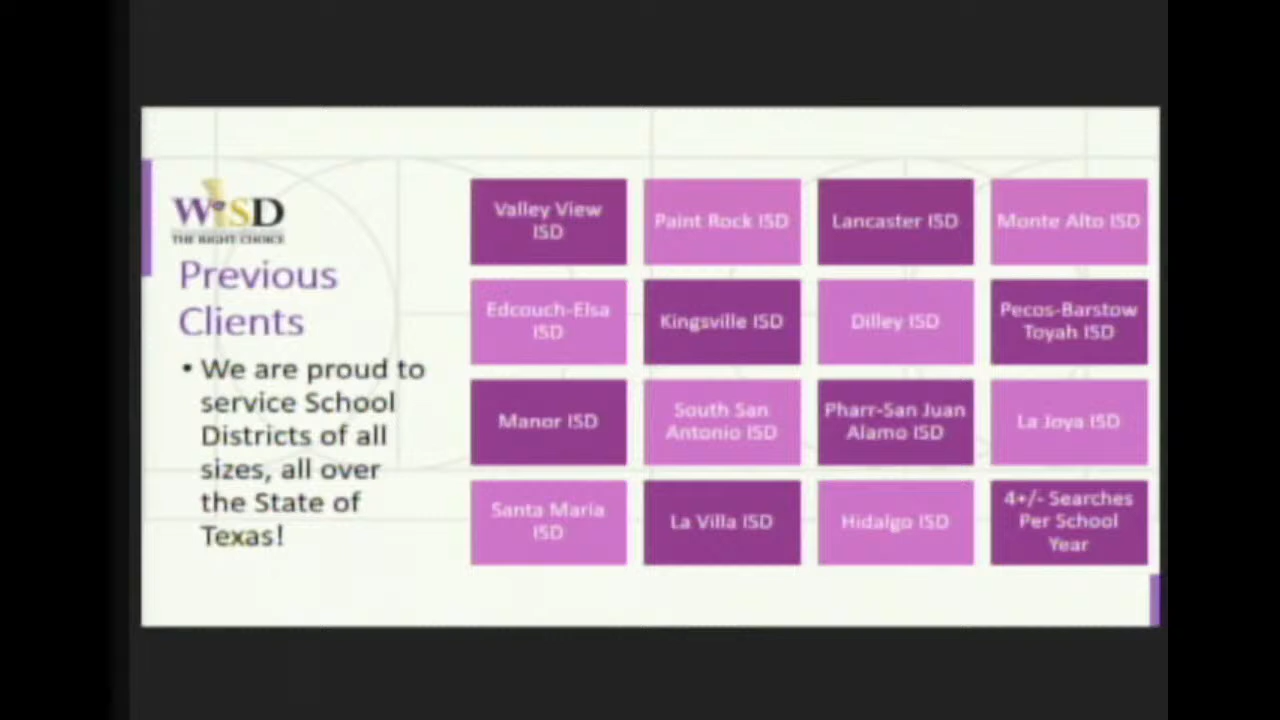 WiSD
THE RIGHT CHOICE
Previous
Clients
• We are proud to
service School
Districts of all
sizes, all over
the State of
Texas!
Valley View
ISD
Paint Rock ISD
Lancaster ISD
Monte Alto ISD
Edcouch-Elsa
ISD
Kingsville ISD
Dilley ISD
Pecos-Barstow
Toyah ISD
Manor ISD
South San
Antonio ISD
Pharr-San Juan
Alamo ISD
La Joya ISD
Santa Maria
ISD
La Villa ISD
Hidalgo ISD
4+/- Searches
Per School
Year